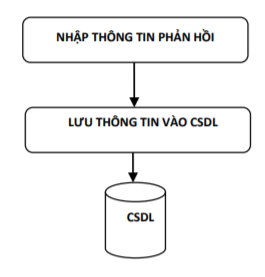 NHẬP THÔNG TIN PHẢN HỒI
LƯU THÔNG TIN VÀO CSDL
CSDL